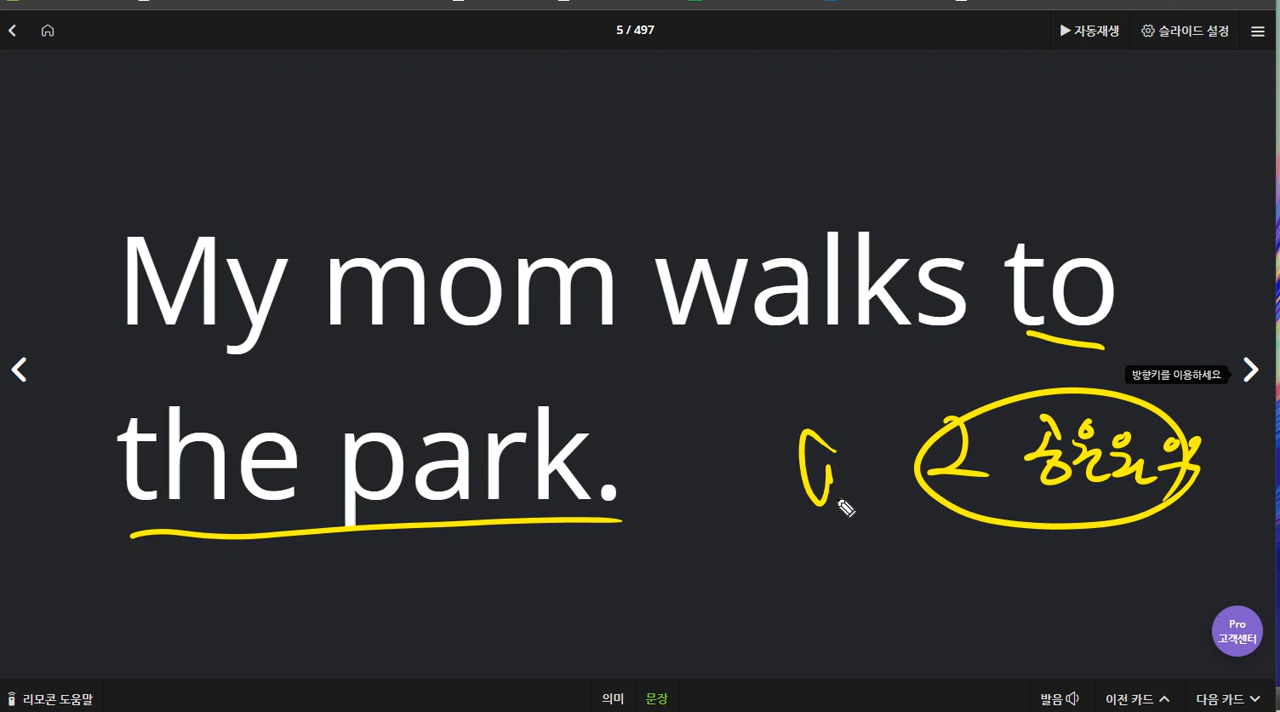 5 / 497
▶ 자동재생
슬라이드 설정
My mom walks to
the park.
방향키를 이용하세요
그 공원
Pro
고객센터
리모콘 도움말
의미
문장
발음
이전 카드
다음 카드